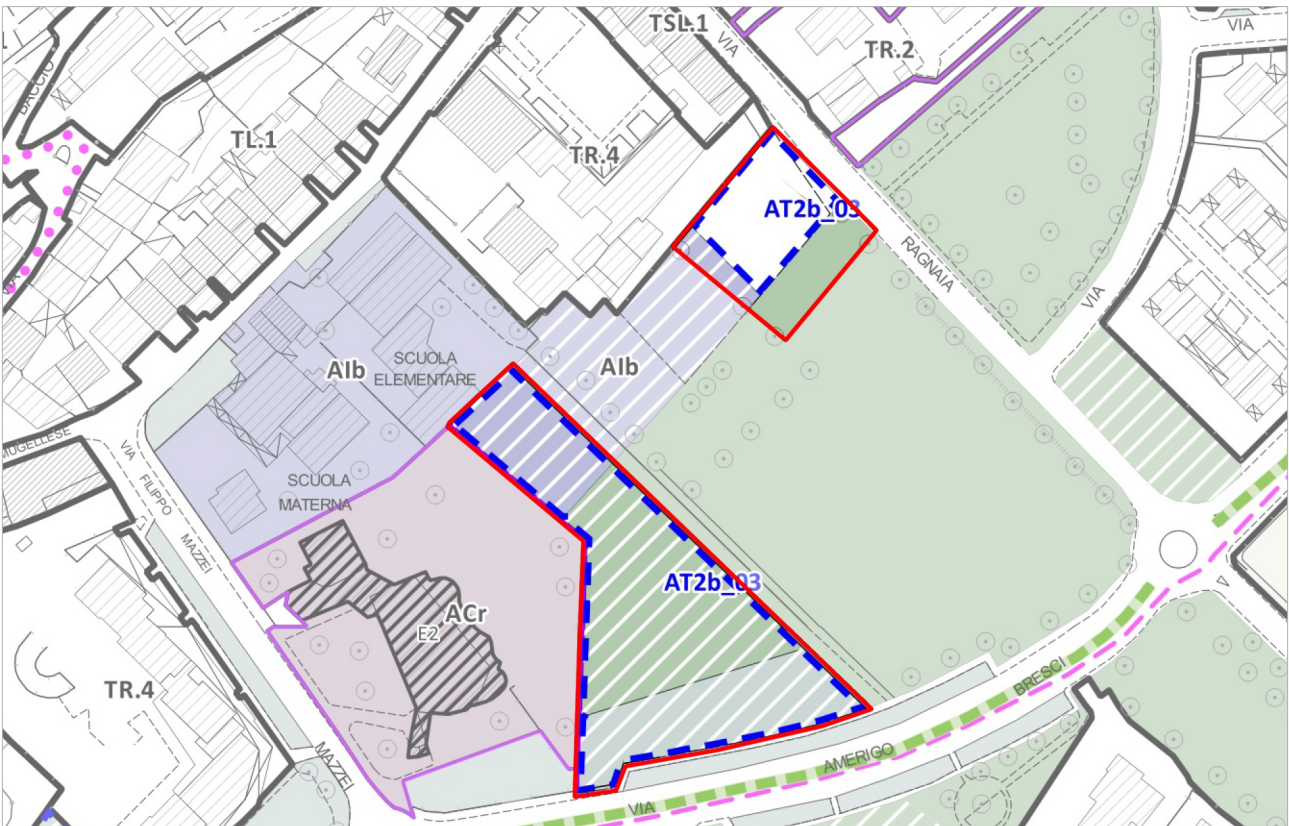 TSL.1
VIA
TR.2
VIA
BACCIO
TL.1
TR.4
AT2b_03
RAGNAIA
VIA
AIb
SCUOLA
ELEMENTARE
AIb
MUGELLESE
VIA
FILIPPO
MAZZEI
SCUOLA
MATERNA
AT2b_03
ACr
E2
TR.4
MAZZEI
BRESCI
AMERIGO
VIA
V